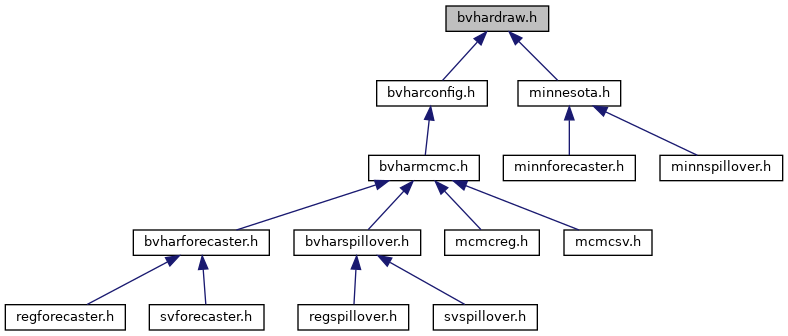 bvhardraw.h
bvharconfig.h
minnesota.h
bvharmcmc.h
minnforecaster.h
minnspillover.h
bvharforecaster.h
bvharspillover.h
mcmcreg.h
mcmcsv.h
regforecaster.h
svforecaster.h
regspillover.h
svspillover.h